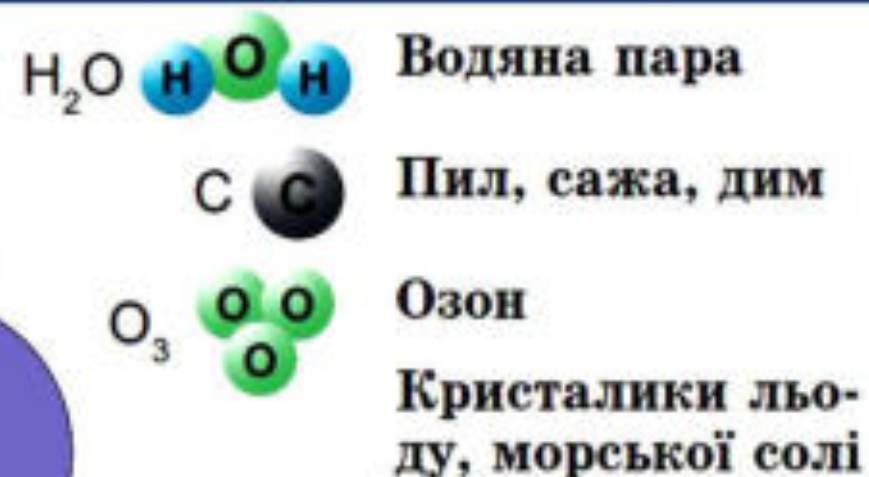 H₂O H O H Водяна пара
C C Пил, сажа, дим
O₃ O O O Озон
Кристалики льо-
ду, морської солі